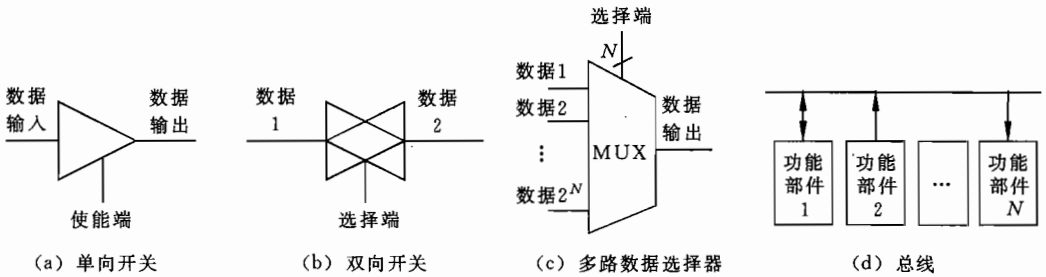 数据
输入
数据
输出
使能端
(a) 单向开关
数据
1
数据
2
选择端
(b) 双向开关
选择端
N
数据1
数据2
⋮
数据2ᴺ
MUX
数据
输出
(c) 多路数据选择器
功能
部件
1
功能
部件
2
…
功能
部件
N
(d) 总线